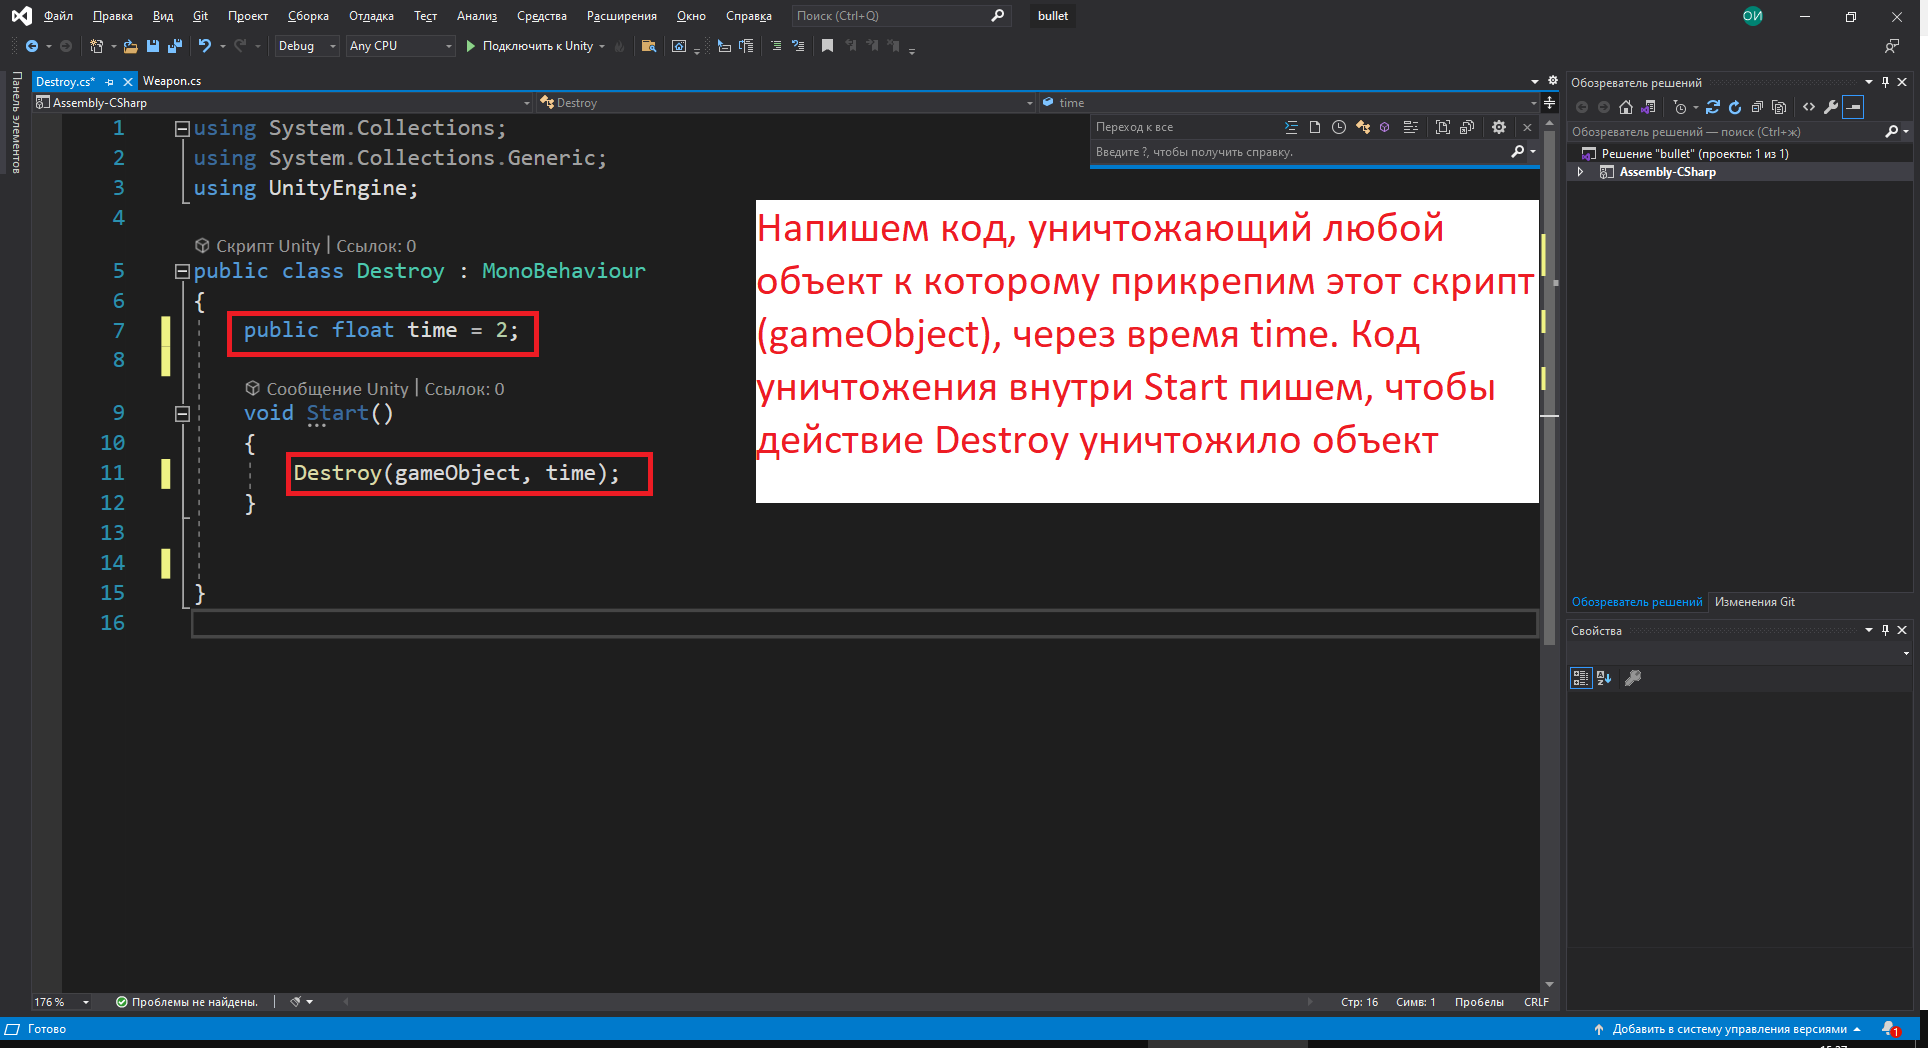 Файл Правка Вид Git Проект Сборка Отладка Тест Анализ Средства Расширения Окно Справка Поиск (Ctrl+Q) bullet ОИ
Debug Any CPU Подключить к Unity
Панель элементов
Destroy.cs* Weapon.cs
Assembly-CSharp Destroy time
Переход к все
Введите ?, чтобы получить справку.
1 using System.Collections;
2 using System.Collections.Generic;
3 using UnityEngine;
4
Скрипт Unity | Ссылок: 0
5 public class Destroy : MonoBehaviour
6 {
7 public float time = 2;
8
Сообщение Unity | Ссылок: 0
9 void Start()
10 {
11 Destroy(gameObject, time);
12 }
13
14
15 }
16
Напишем код, уничтожающий любой
объект к которому прикрепим этот скрипт
(gameObject), через время time. Код
уничтожения внутри Start пишем, чтобы
действие Destroy уничтожило объект
Обозреватель решений
Обозреватель решений — поиск (Ctrl+ж)
Решение "bullet" (проекты: 1 из 1)
Assembly-CSharp
Обозреватель решений Изменения Git
Свойства
176 % Проблемы не найдены. Стр: 16 Симв: 1 Пробелы CRLF
Готово Добавить в систему управления версиями 1